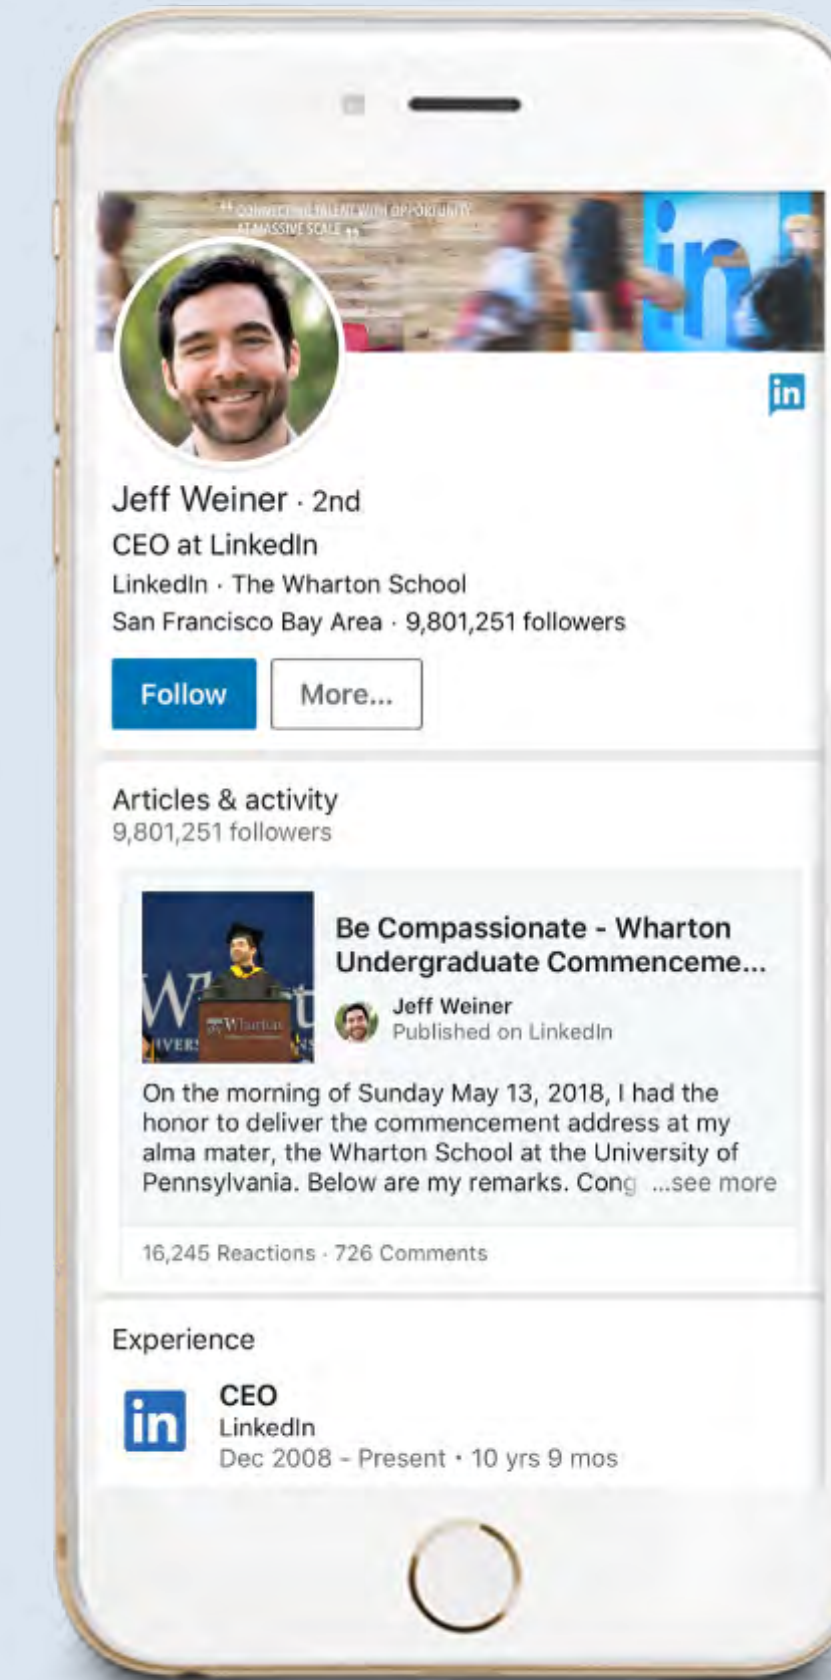 “ CONNECTING TALENT WITH OPPORTUNITY
AT MASSIVE SCALE ”
in
in
Jeff Weiner · 2nd
CEO at LinkedIn
LinkedIn · The Wharton School
San Francisco Bay Area · 9,801,251 followers
Follow More...
Articles & activity
9,801,251 followers
Be Compassionate - Wharton
Undergraduate Commenceme...
Wharton
Jeff Weiner
Published on LinkedIn
On the morning of Sunday May 13, 2018, I had the
honor to deliver the commencement address at my
alma mater, the Wharton School at the University of
Pennsylvania. Below are my remarks. Cong ...see more
16,245 Reactions · 726 Comments
Experience
in
CEO
LinkedIn
Dec 2008 - Present • 10 yrs 9 mos